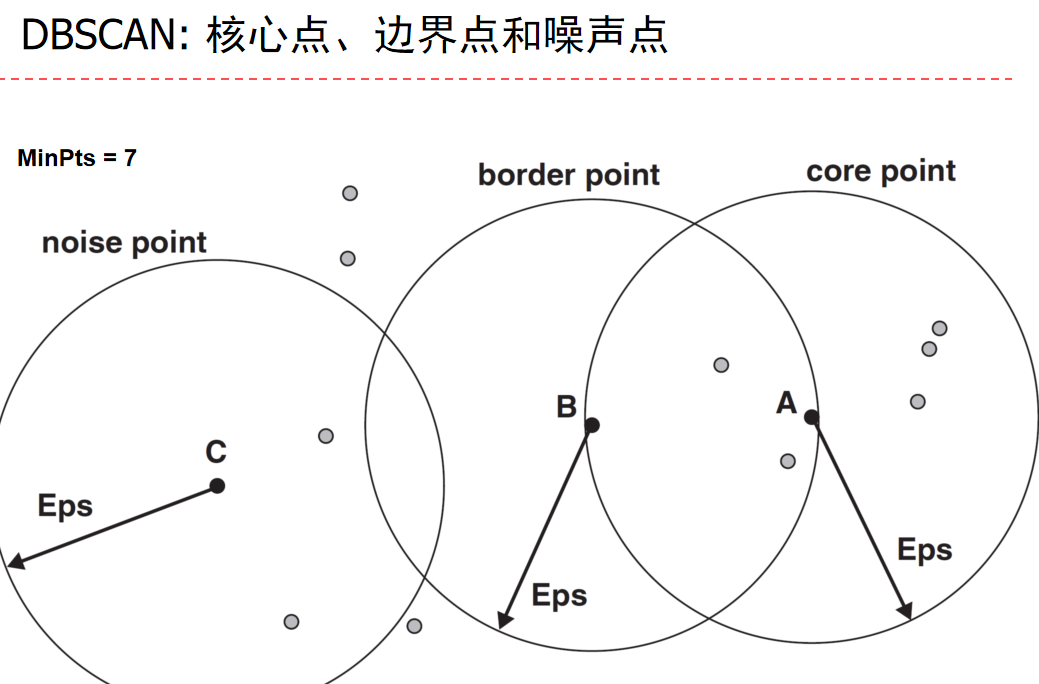 DBSCAN: 核心点、边界点和噪声点
MinPts = 7
border point
core point
noise point
B
A
C
Eps
Eps
Eps